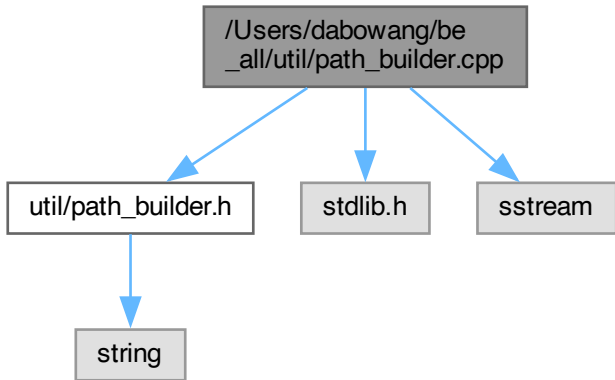 /Users/dabowang/be
_all/util/path_builder.cpp
util/path_builder.h
stdlib.h
sstream
string